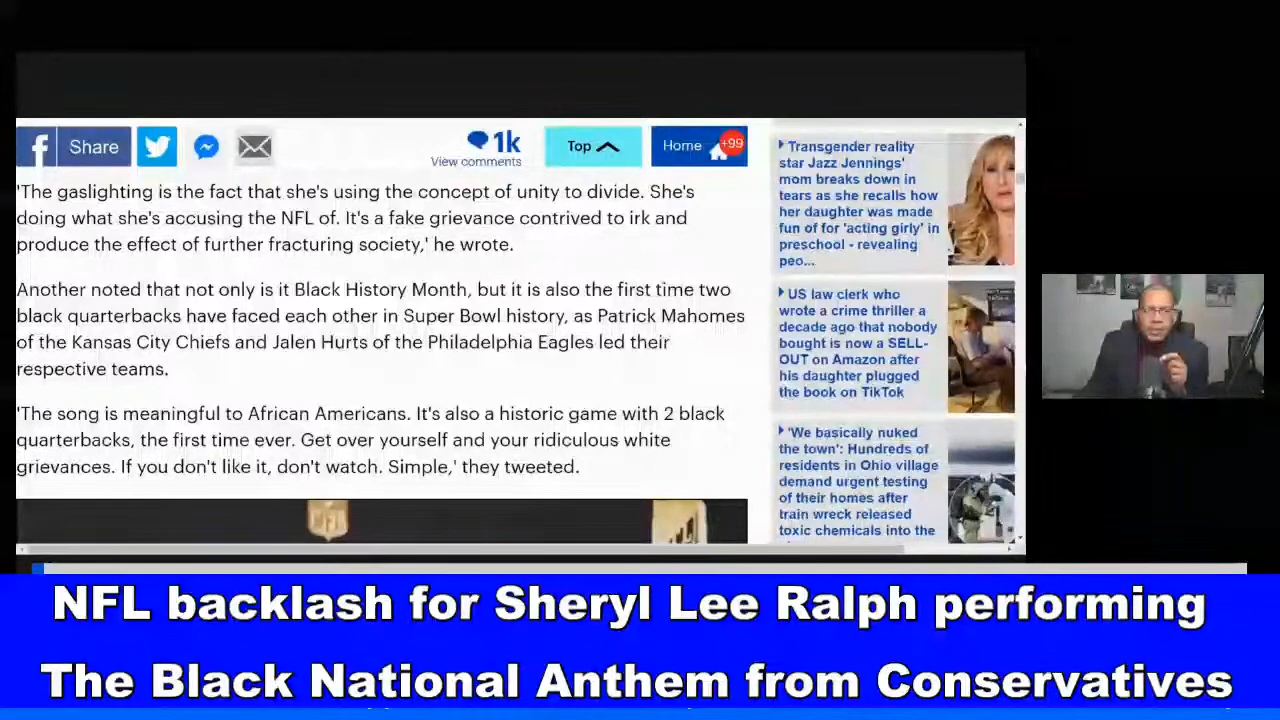 Share
1k
View comments
Top
Home
+99
'The gaslighting is the fact that she's using the concept of unity to divide. She's
doing what she's accusing the NFL of. It's a fake grievance contrived to irk and
produce the effect of further fracturing society,' he wrote.
Another noted that not only is it Black History Month, but it is also the first time two
black quarterbacks have faced each other in Super Bowl history, as Patrick Mahomes
of the Kansas City Chiefs and Jalen Hurts of the Philadelphia Eagles led their
respective teams.
'The song is meaningful to African Americans. It's also a historic game with 2 black
quarterbacks, the first time ever. Get over yourself and your ridiculous white
grievances. If you don't like it, don't watch. Simple,' they tweeted.
NFL
Transgender reality
star Jazz Jennings'
mom breaks down in
tears as she recalls how
her daughter was made
fun of for 'acting girly' in
preschool - revealing
peo...
US law clerk who
wrote a crime thriller a
decade ago that nobody
bought is now a SELL-
OUT on Amazon after
his daughter plugged
the book on TikTok
'We basically nuked
the town': Hundreds of
residents in Ohio village
demand urgent testing
of their homes after
train wreck released
toxic chemicals into the
NFL backlash for Sheryl Lee Ralph performing
The Black National Anthem from Conservatives